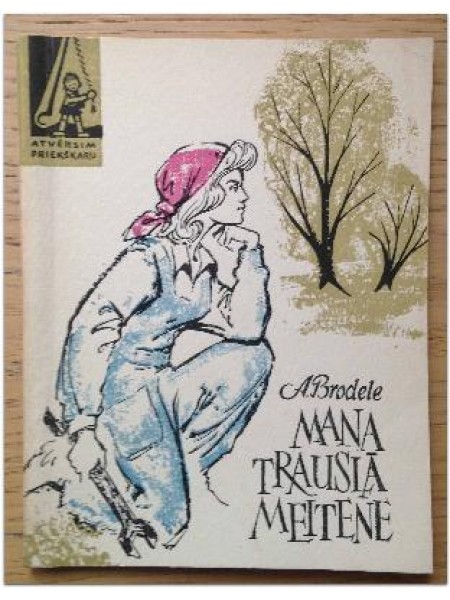 ATVĒRSIM
PRIEKŠKARU
A. Brodele
MANA
TRAUSLĀ
MEITENE